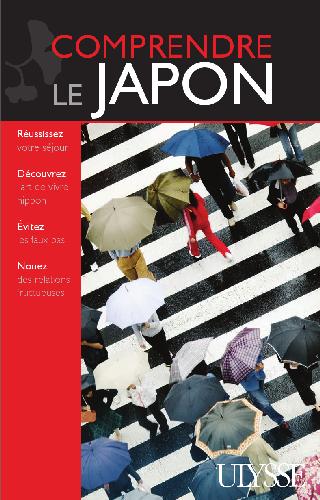 COMPRENDRE
LE JAPON
Réussissez
votre séjour
Découvrez
l'art de vivre
nippon
Évitez
les faux pas
Nouez
des relations
fructueuses
ULYSSE